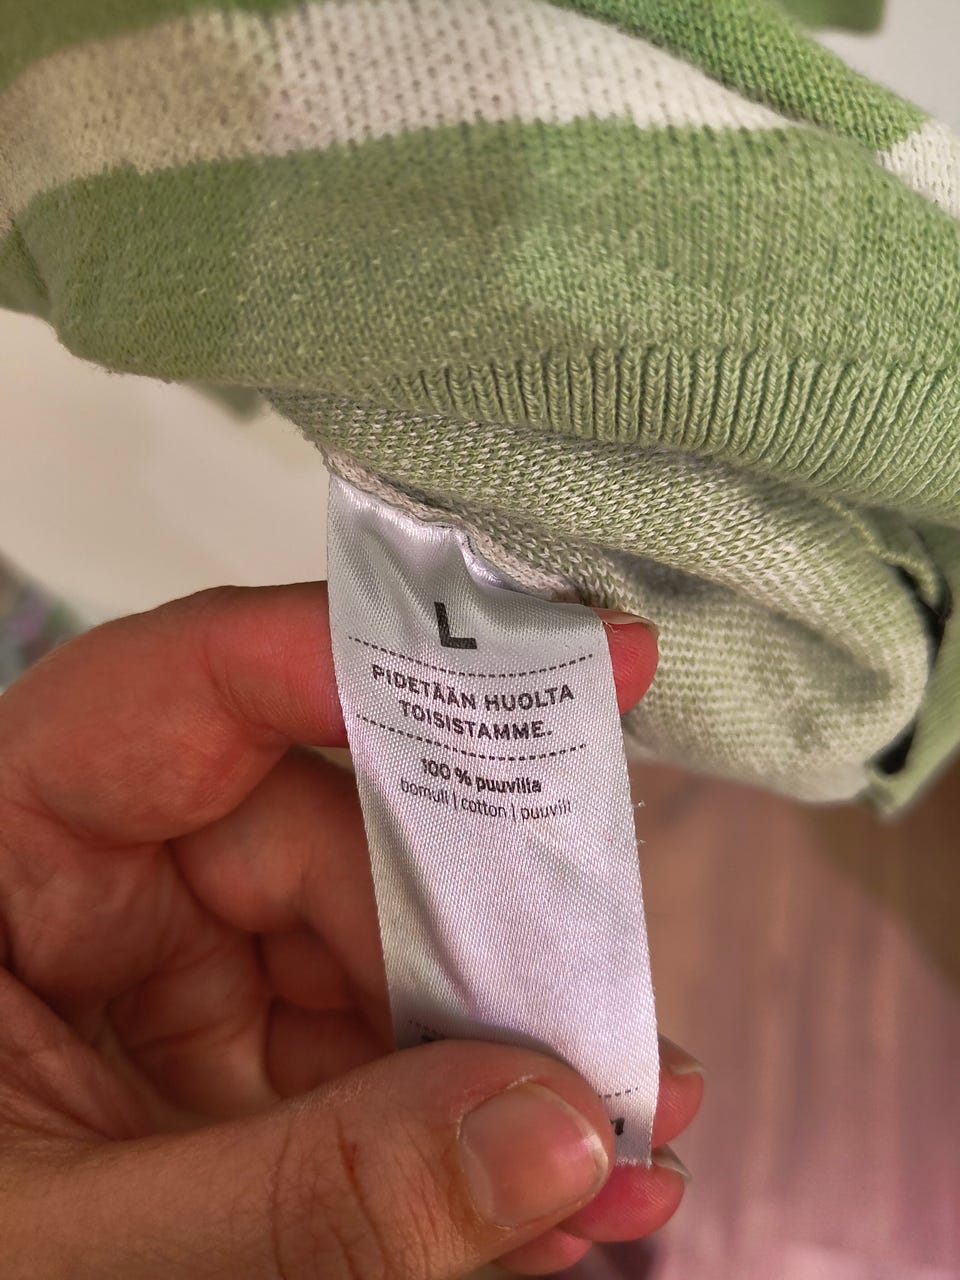 L
PIDETÄÄN HUOLTA
TOISISTAMME.
100 % puuvilla
bomull | cotton | puuvill